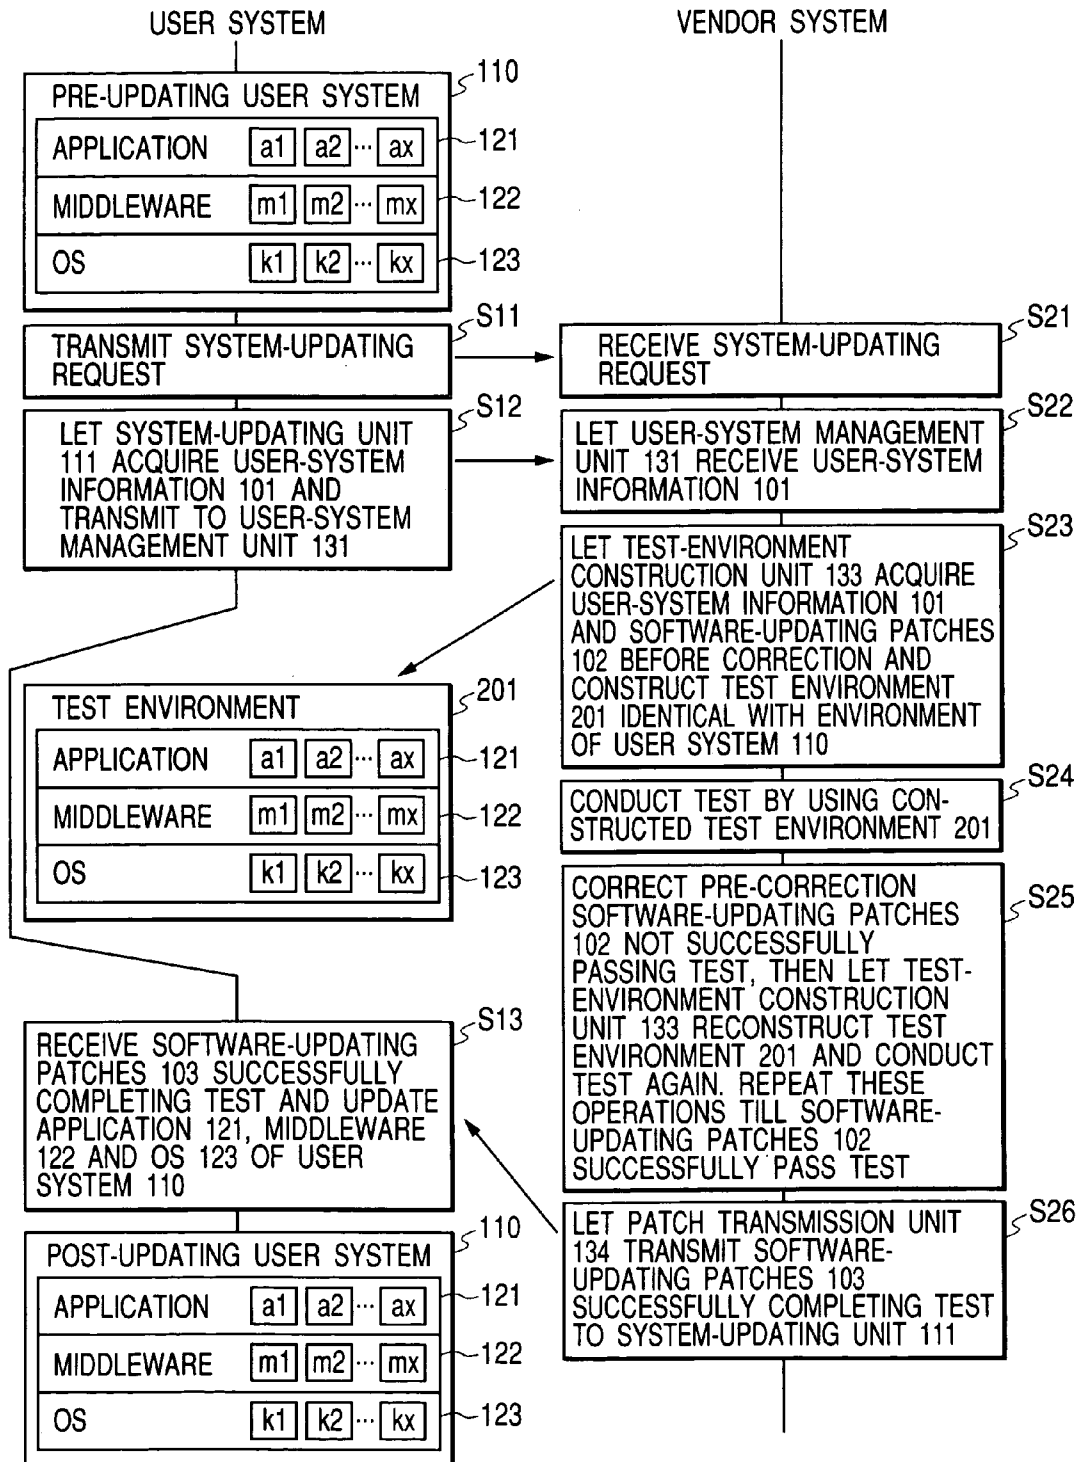 USER SYSTEM
VENDOR SYSTEM
110
PRE-UPDATING USER SYSTEM
APPLICATION a1 a2 ... ax 121
MIDDLEWARE m1 m2 ... mx 122
OS k1 k2 ... kx 123
S11
TRANSMIT SYSTEM-UPDATING
REQUEST
S21
RECEIVE SYSTEM-UPDATING
REQUEST
S12
LET SYSTEM-UPDATING UNIT
111 ACQUIRE USER-SYSTEM
INFORMATION 101 AND
TRANSMIT TO USER-SYSTEM
MANAGEMENT UNIT 131
S22
LET USER-SYSTEM MANAGEMENT
UNIT 131 RECEIVE USER-SYSTEM
INFORMATION 101
S23
LET TEST-ENVIRONMENT
CONSTRUCTION UNIT 133 ACQUIRE
USER-SYSTEM INFORMATION 101
AND SOFTWARE-UPDATING PATCHES
102 BEFORE CORRECTION AND
CONSTRUCT TEST ENVIRONMENT
201 IDENTICAL WITH ENVIRONMENT
OF USER SYSTEM 110
201
TEST ENVIRONMENT
APPLICATION a1 a2 ... ax 121
MIDDLEWARE m1 m2 ... mx 122
OS k1 k2 ... kx 123
S24
CONDUCT TEST BY USING CON-
STRUCTED TEST ENVIRONMENT 201
S25
CORRECT PRE-CORRECTION
SOFTWARE-UPDATING PATCHES
102 NOT SUCCESSFULLY
PASSING TEST, THEN LET TEST-
ENVIRONMENT CONSTRUCTION
UNIT 133 RECONSTRUCT TEST
ENVIRONMENT 201 AND CONDUCT
TEST AGAIN. REPEAT THESE
OPERATIONS TILL SOFTWARE-
UPDATING PATCHES 102
SUCCESSFULLY PASS TEST
S13
RECEIVE SOFTWARE-UPDATING
PATCHES 103 SUCCESSFULLY
COMPLETING TEST AND UPDATE
APPLICATION 121, MIDDLEWARE
122 AND OS 123 OF USER
SYSTEM 110
S26
LET PATCH TRANSMISSION UNIT
134 TRANSMIT SOFTWARE-
UPDATING PATCHES 103
SUCCESSFULLY COMPLETING TEST
TO SYSTEM-UPDATING UNIT 111
110
POST-UPDATING USER SYSTEM
APPLICATION a1 a2 ... ax 121
MIDDLEWARE m1 m2 ... mx 122
OS k1 k2 ... kx 123